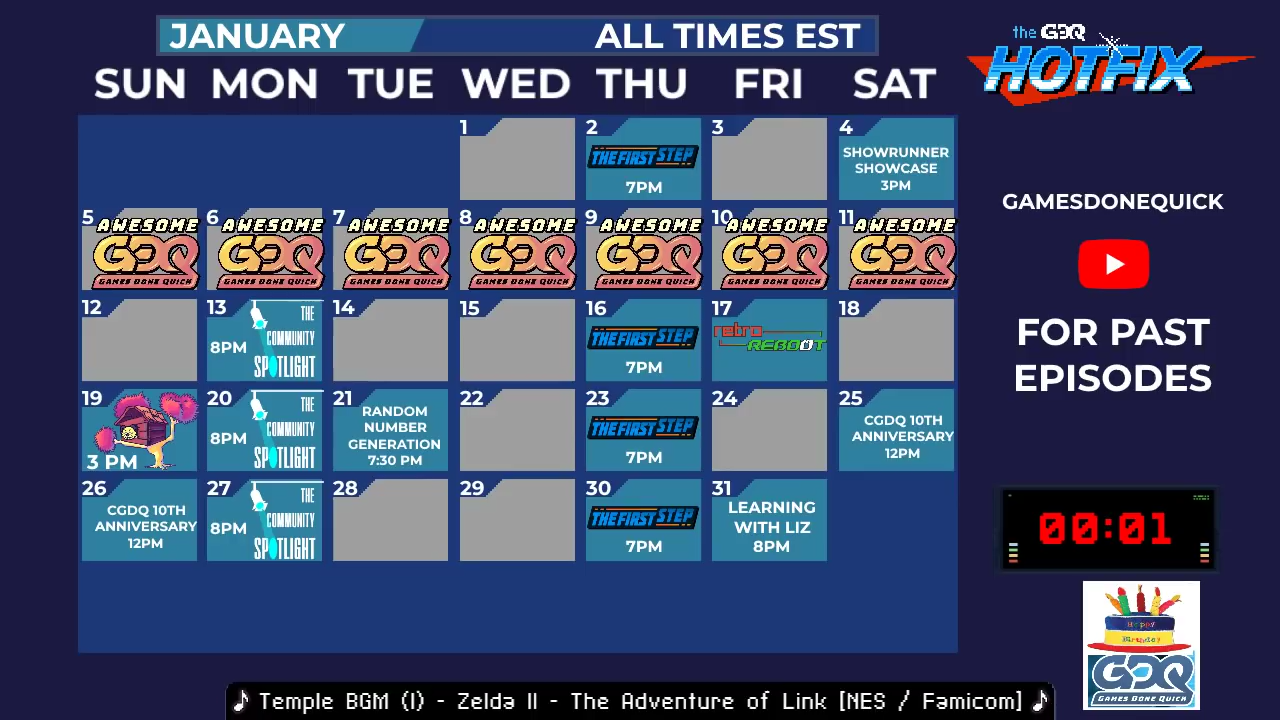 JANUARY ALL TIMES EST
the GDQ
HOTFIX
SUN MON TUE WED THU FRI SAT
1
2
THE FIRST STEP
7PM
3
4
SHOWRUNNER
SHOWCASE
3PM
5
AWESOME
GDQ
GAMES DONE QUICK
6
AWESOME
GDQ
GAMES DONE QUICK
7
AWESOME
GDQ
GAMES DONE QUICK
8
AWESOME
GDQ
GAMES DONE QUICK
9
AWESOME
GDQ
GAMES DONE QUICK
10
AWESOME
GDQ
GAMES DONE QUICK
11
AWESOME
GDQ
GAMES DONE QUICK
12
13
8PM
THE
COMMUNITY
SPOTLIGHT
14
15
16
THE FIRST STEP
7PM
17
retro
REBOOT
18
19
3 PM
20
8PM
THE
COMMUNITY
SPOTLIGHT
21
RANDOM
NUMBER
GENERATION
7:30 PM
22
23
THE FIRST STEP
7PM
24
25
CGDQ 10TH
ANNIVERSARY
12PM
26
CGDQ 10TH
ANNIVERSARY
12PM
27
8PM
THE
COMMUNITY
SPOTLIGHT
28
29
30
THE FIRST STEP
7PM
31
LEARNING
WITH LIZ
8PM
GAMESDONEQUICK
FOR PAST
EPISODES
00:01
Happy
Birthday
GDQ
GAMES DONE QUICK
♪ Temple BGM (I) - Zelda II - The Adventure of Link [NES / Famicom] ♪